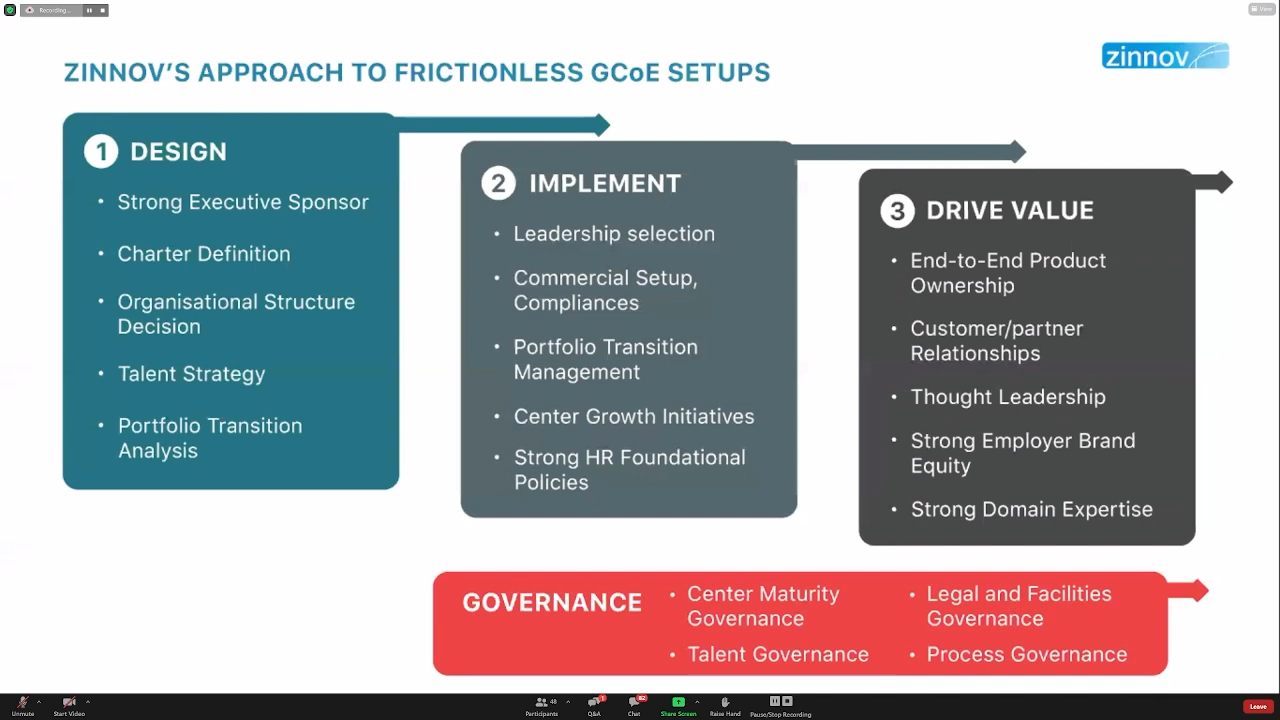 Recording...
View
ZINNOV'S APPROACH TO FRICTIONLESS GCoE SETUPS
zinnov
1 DESIGN
• Strong Executive Sponsor
• Charter Definition
• Organisational Structure
Decision
• Talent Strategy
• Portfolio Transition
Analysis
2 IMPLEMENT
• Leadership selection
• Commercial Setup,
Compliances
• Portfolio Transition
Management
• Center Growth Initiatives
• Strong HR Foundational
Policies
3 DRIVE VALUE
• End-to-End Product
Ownership
• Customer/partner
Relationships
• Thought Leadership
• Strong Employer Brand
Equity
• Strong Domain Expertise
GOVERNANCE
• Center Maturity
Governance
• Talent Governance
• Legal and Facilities
Governance
• Process Governance
Unmute
Start Video
48
Participants
1
Q&A
Chat
Share Screen
Raise Hand
Pause/Stop Recording
Leave